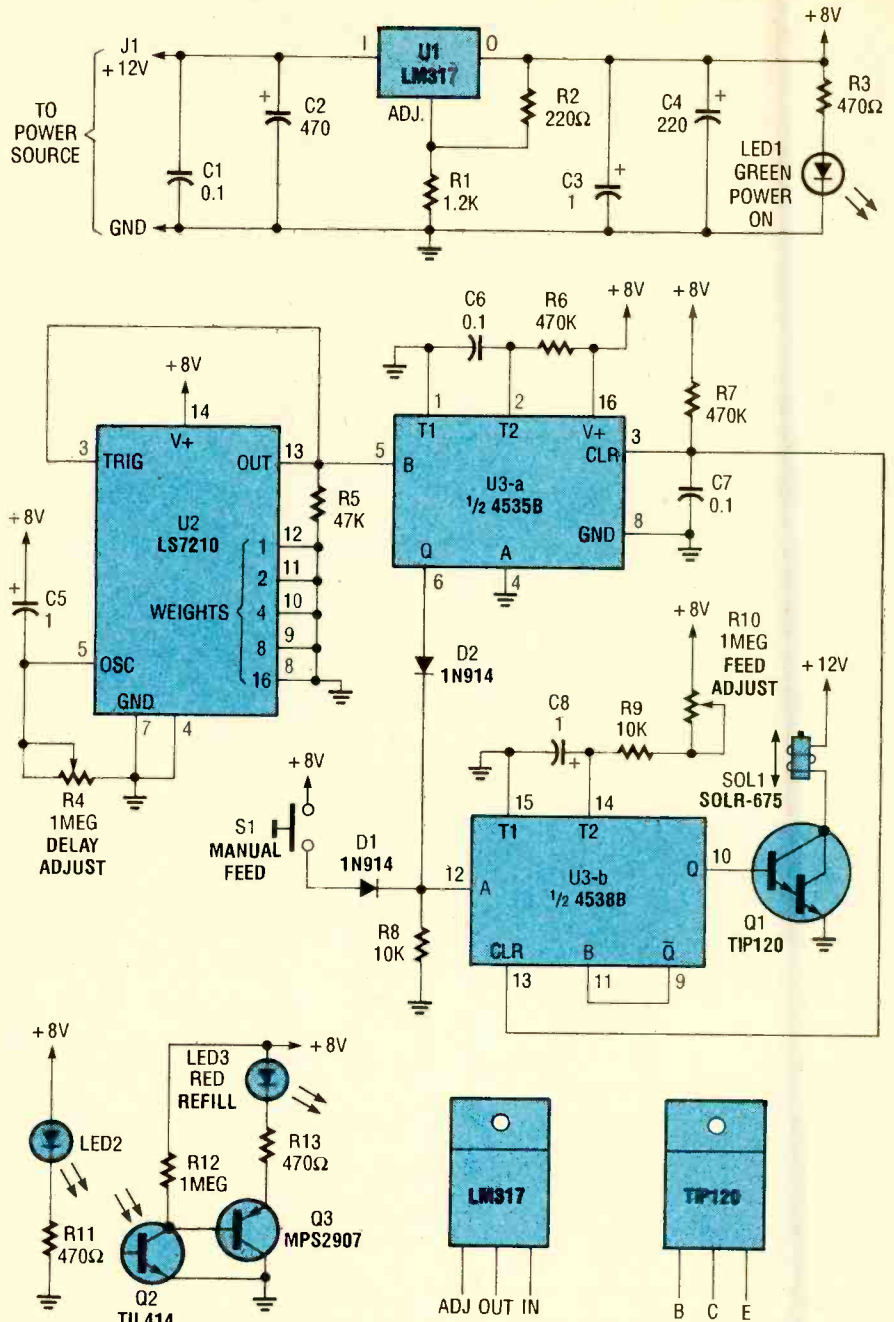 +8V
J1
+12V
I
U1
LM317
O
ADJ.
TO
POWER
SOURCE
C1
0.1
+
C2
470
R1
1.2K
R2
220Ω
C3
1
+
C4
220
+
R3
470Ω
LED1
GREEN
POWER
ON
GND
+8V
14
V+
3
TRIG
OUT
13
U2
LS7210
R5
47K
1
12
2
11
WEIGHTS
4
10
8
9
16
8
+8V
+
C5
1
5
OSC
GND
7
4
R4
1MEG
DELAY
ADJUST
C6
0.1
R6
470K
+8V
+8V
1
2
16
T1
T2
V+
3
CLR
5
B
U3-a
1/2 4535B
GND
8
Q
A
6
4
R7
470K
C7
0.1
D2
1N914
+8V
S1
MANUAL
FEED
D1
1N914
R8
10K
C8
1
+
R9
10K
+8V
R10
1MEG
FEED
ADJUST
+12V
SOL1
SOLR-675
15
14
T1
T2
12
A
U3-b
1/2 4538B
Q
10
CLR
B
Q̅
13
11
9
Q1
TIP120
+8V
LED2
R11
470Ω
LED3
RED
REFILL
+8V
R12
1MEG
R13
470Ω
Q3
MPS2907
Q2
TIL414
LM317
ADJ OUT IN
TIP120
B C E